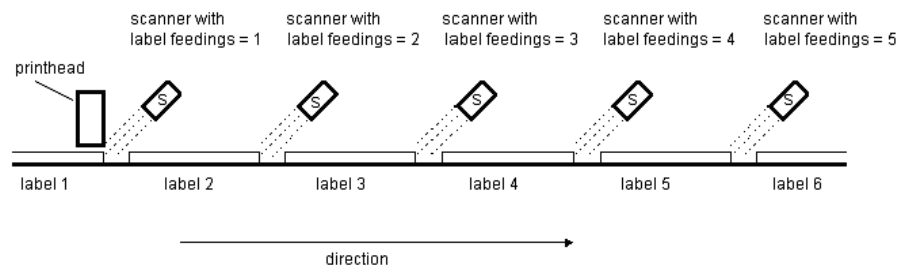 scanner with
label feedings = 1
scanner with
label feedings = 2
scanner with
label feedings = 3
scanner with
label feedings = 4
scanner with
label feedings = 5
printhead
S
S
S
S
S
label 1
label 2
label 3
label 4
label 5
label 6
direction